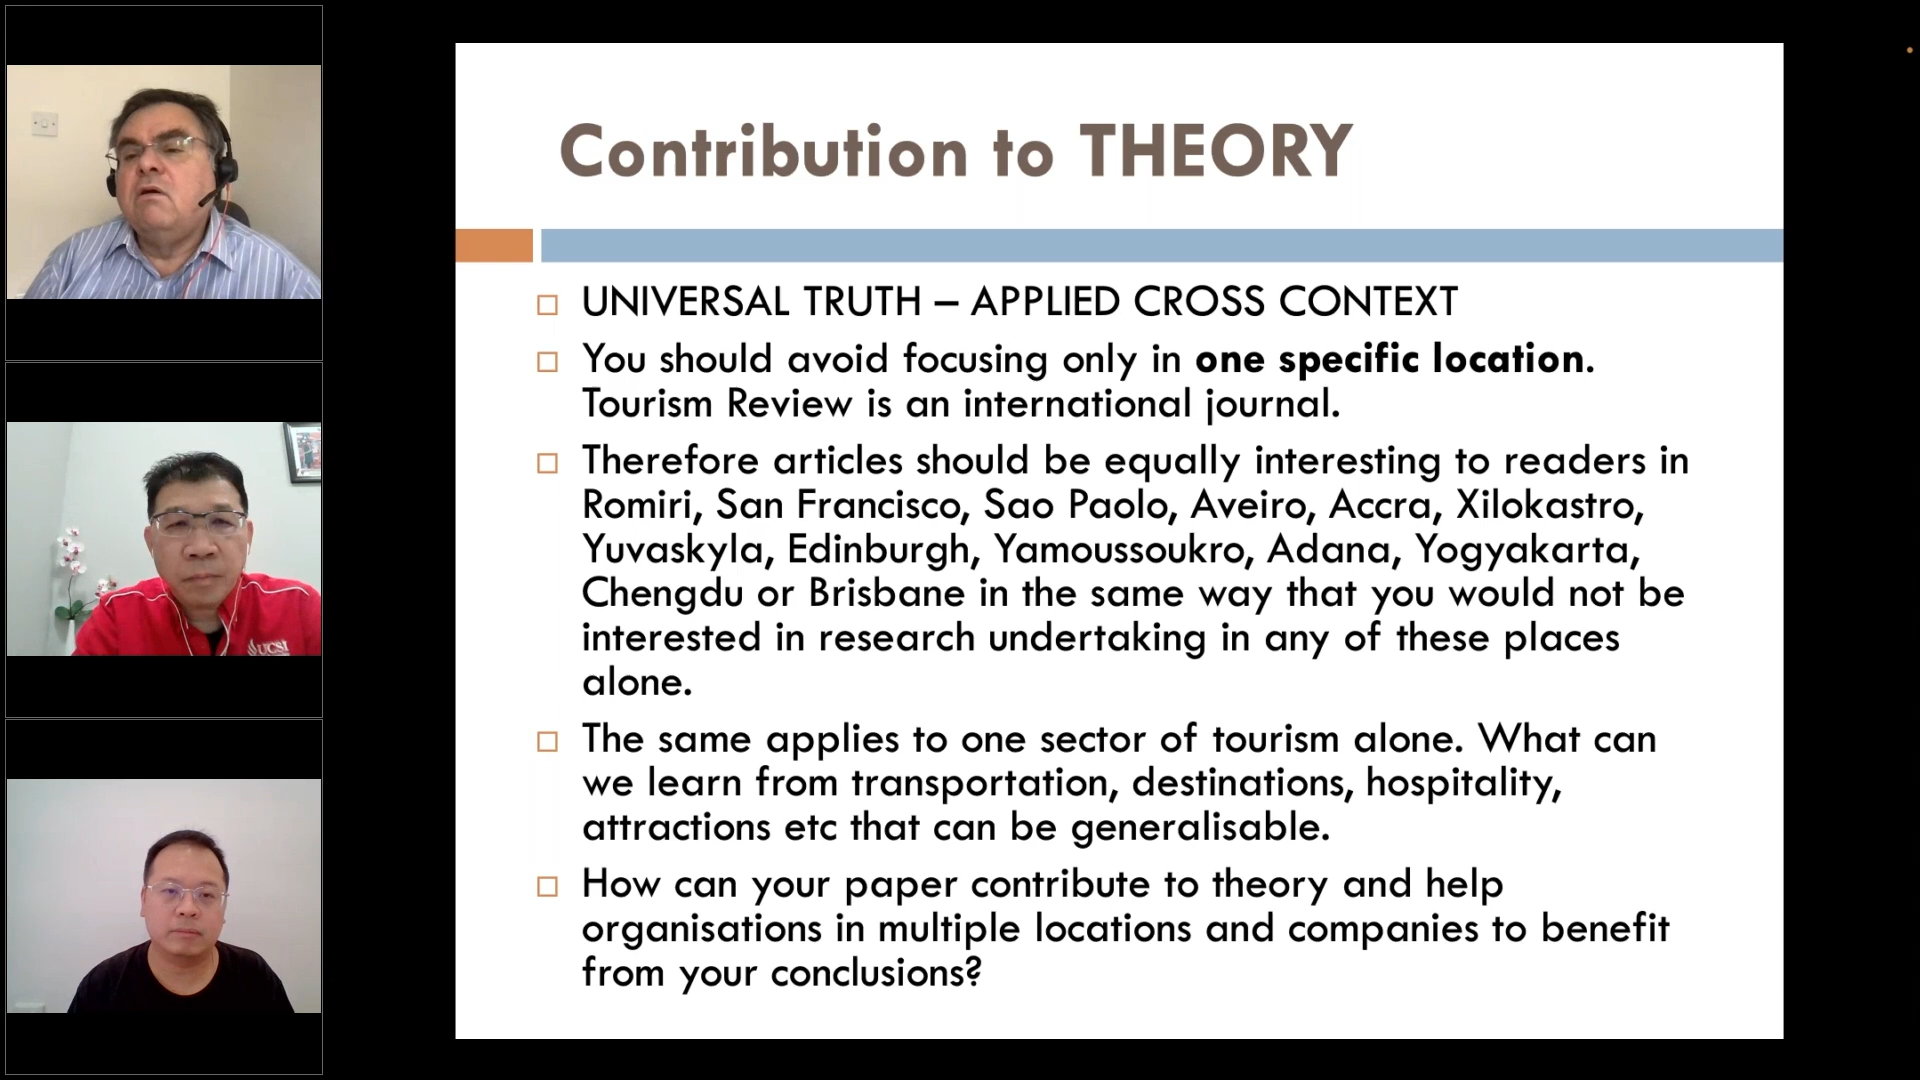 Contribution to THEORY
UNIVERSAL TRUTH – APPLIED CROSS CONTEXT
You should avoid focusing only in one specific location.
Tourism Review is an international journal.
Therefore articles should be equally interesting to readers in
Romiri, San Francisco, Sao Paolo, Aveiro, Accra, Xilokastro,
Yuvaskyla, Edinburgh, Yamoussoukro, Adana, Yogyakarta,
Chengdu or Brisbane in the same way that you would not be
interested in research undertaking in any of these places
alone.
The same applies to one sector of tourism alone. What can
we learn from transportation, destinations, hospitality,
attractions etc that can be generalisable.
How can your paper contribute to theory and help
organisations in multiple locations and companies to benefit
from your conclusions?
UCSI